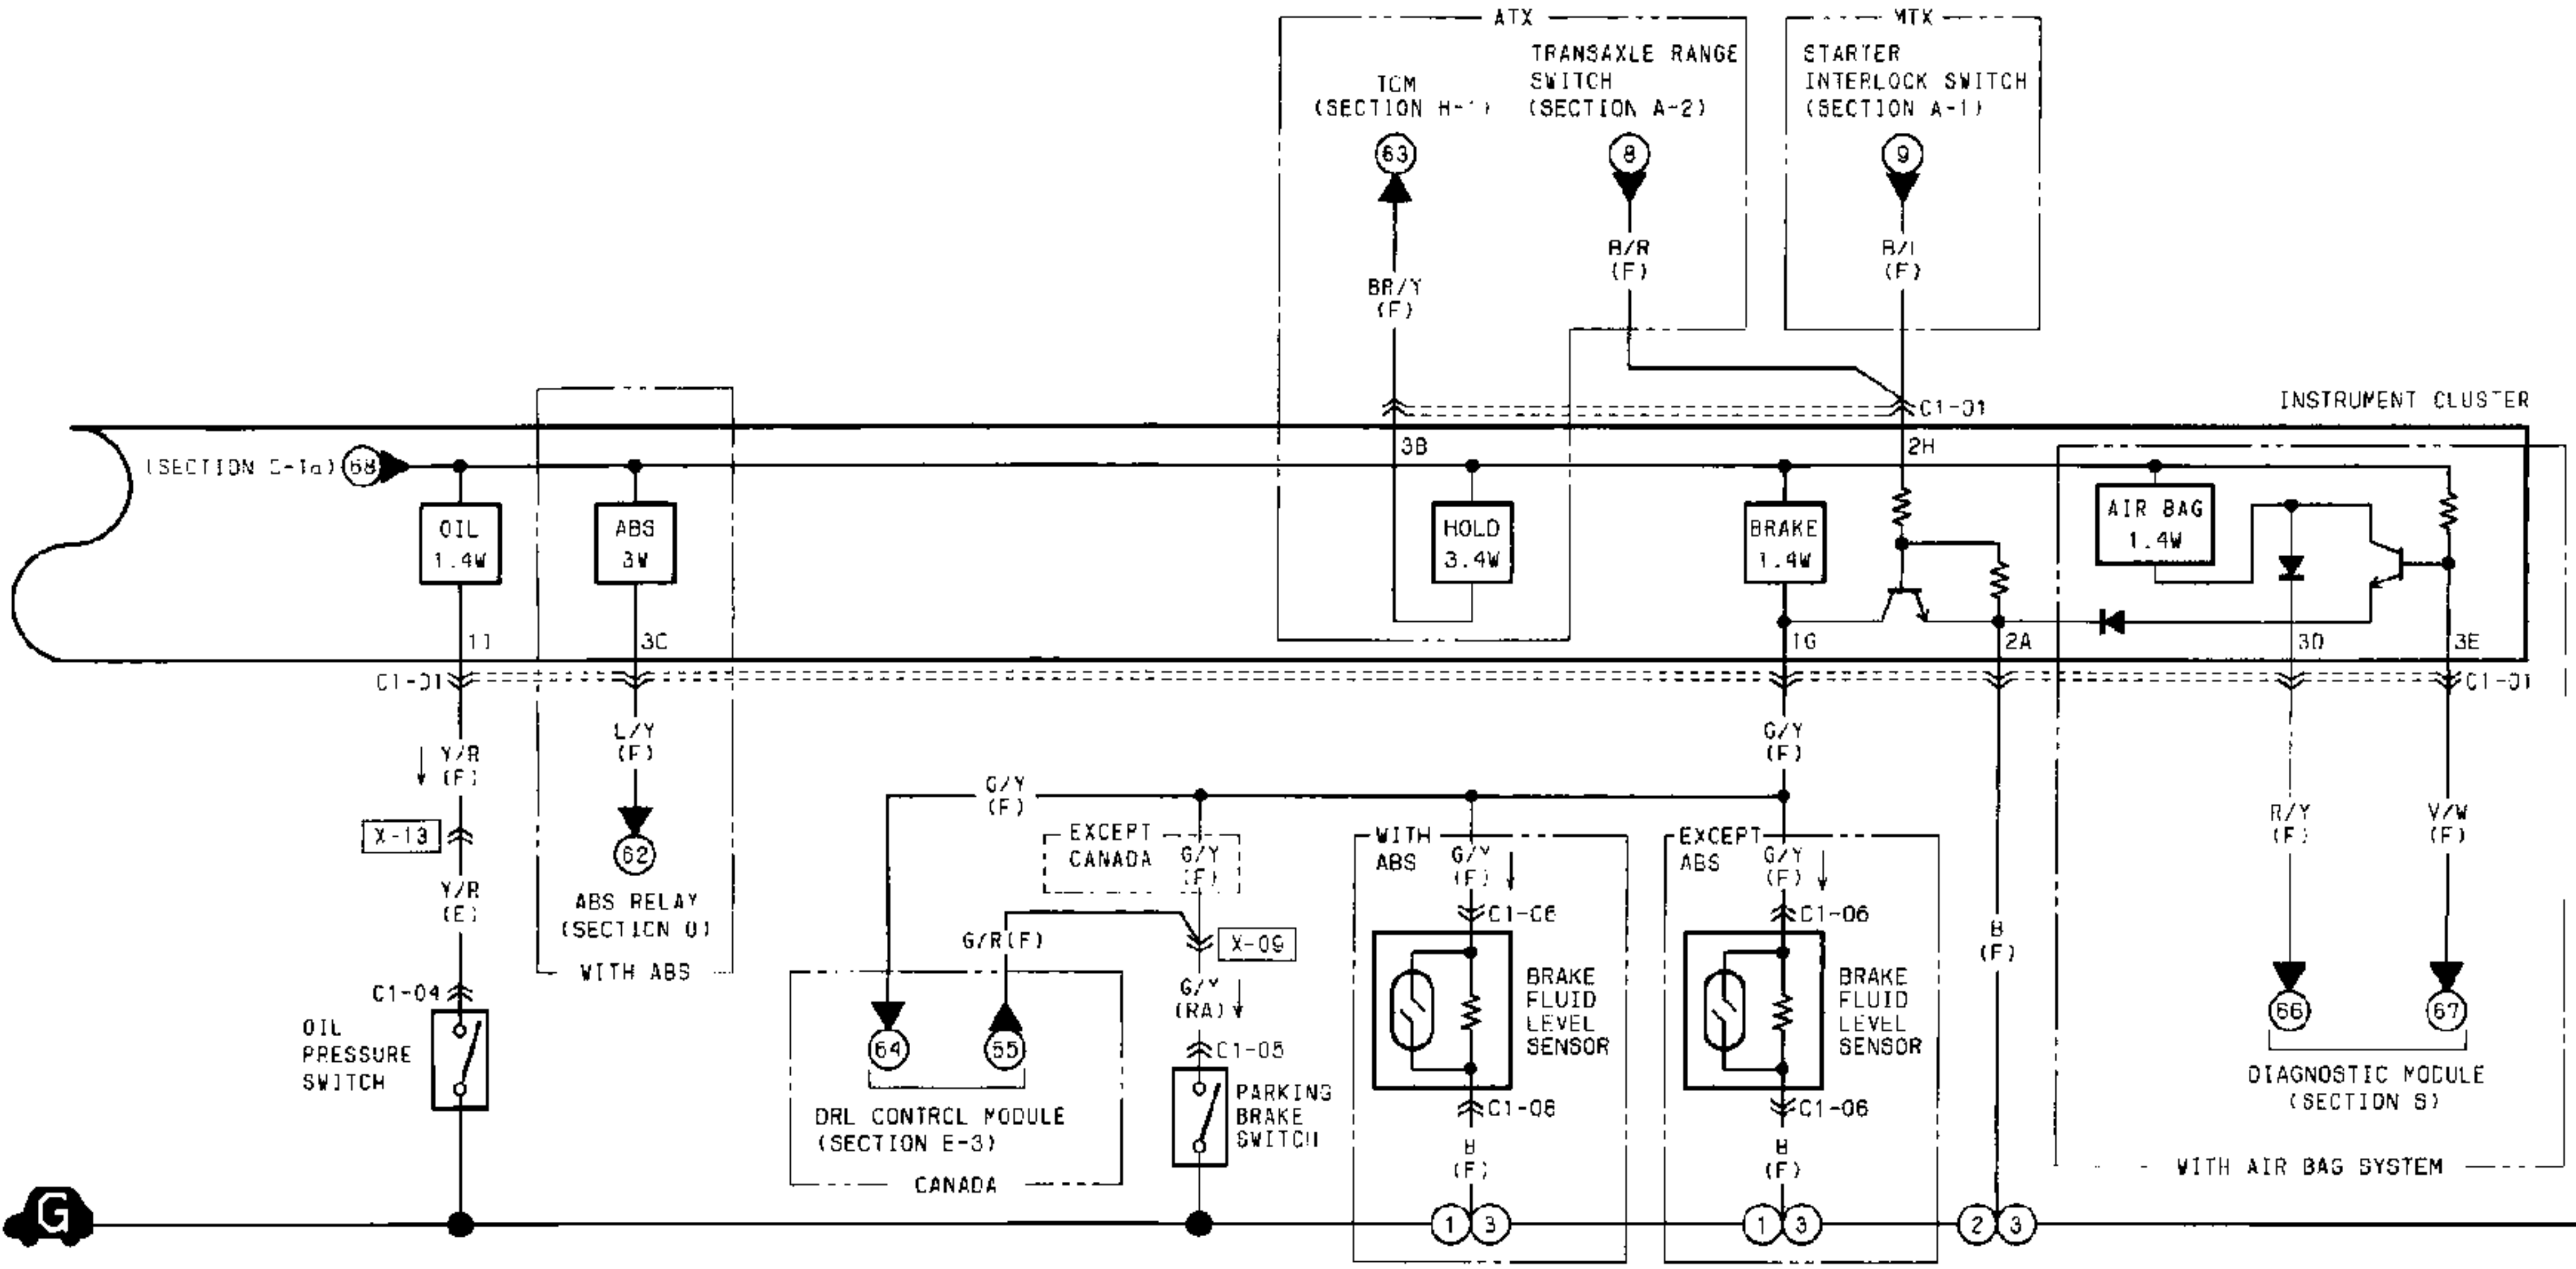 ATX
MTX
TCM
(SECTION H-1)
TRANSAXLE RANGE
SWITCH
(SECTION A-2)
STARTER
INTERLOCK SWITCH
(SECTION A-1)
63
8
9
BR/Y
(F)
B/R
(F)
(F)
C1-01
INSTRUMENT CLUSTER
3B
2H
68
OIL
1.4W
ABS
3W
HOLD
3.4W
BRAKE
1.4W
AIR BAG
1.4W
3C
1G
2A
3D
3E
C1-01
C1-01
Y/R
(F)
L/Y
(F)
G/Y
(F)
X-13
Y/R
(E)
62
ABS RELAY
WITH ABS
G/Y
(F)
EXCEPT
CANADA
G/Y
(F)
G/R(F)
X-09
G/Y
(RA)
C1-05
64
DRL CONTROL MODULE
(SECTION E-3)
CANADA
PARKING
BRAKE
SWITCH
C1-04
OIL
PRESSURE
SWITCH
WITH
ABS
G/Y
(F)
C1-06
BRAKE
FLUID
LEVEL
SENSOR
C1-06
B
(F)
EXCEPT
ABS
G/Y
(F)
C1-06
BRAKE
FLUID
LEVEL
SENSOR
C1-06
B
(F)
B
(F)
R/Y
(F)
V/W
(F)
66
67
DIAGNOSTIC MODULE
(SECTION S)
WITH AIR BAG SYSTEM
G
1 3
1 3
2 3